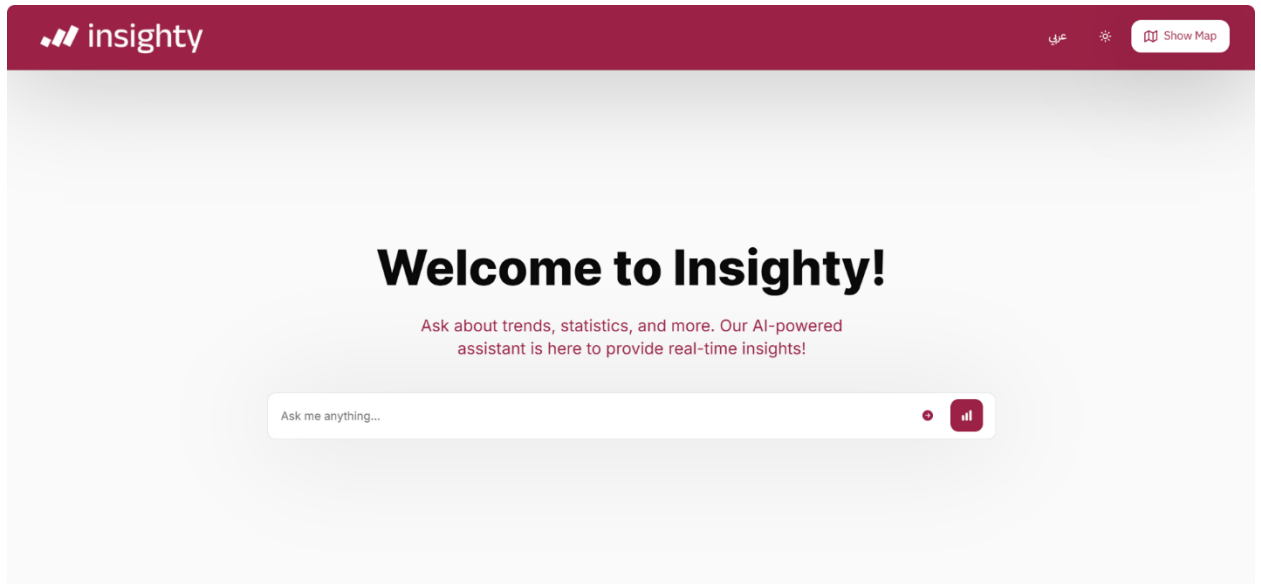 insighty
عربي
Show Map
Welcome to Insighty!
Ask about trends, statistics, and more. Our AI-powered
assistant is here to provide real-time insights!
Ask me anything...